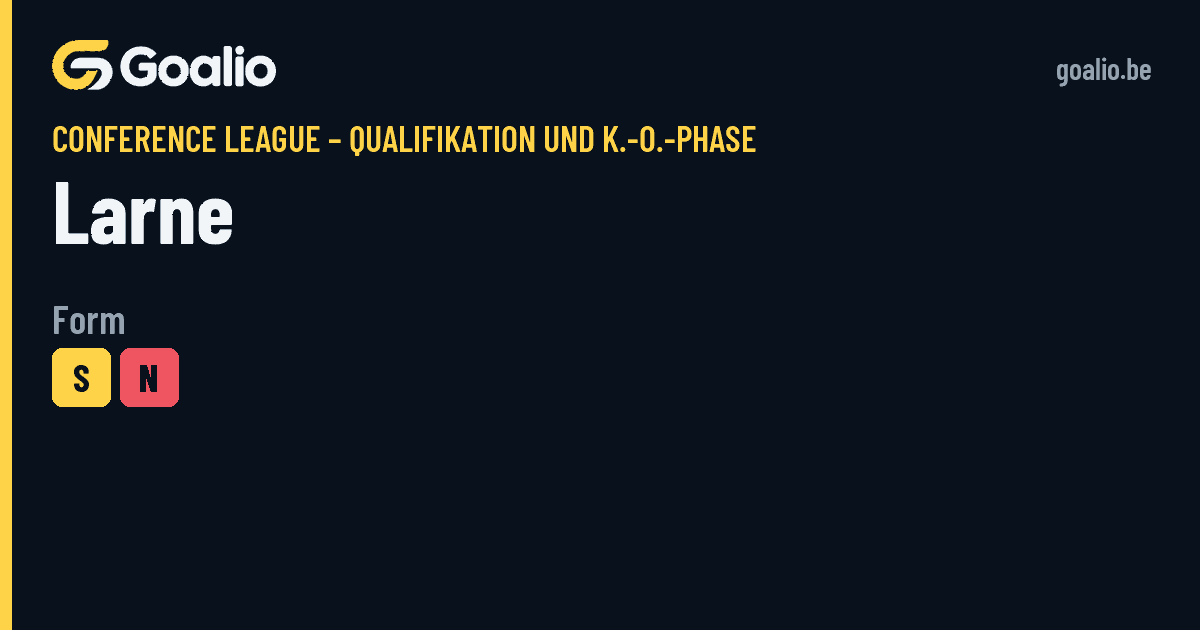 Goalio
goalio.be
CONFERENCE LEAGUE – QUALIFIKATION UND K.-O.-PHASE
Larne
Form
S N